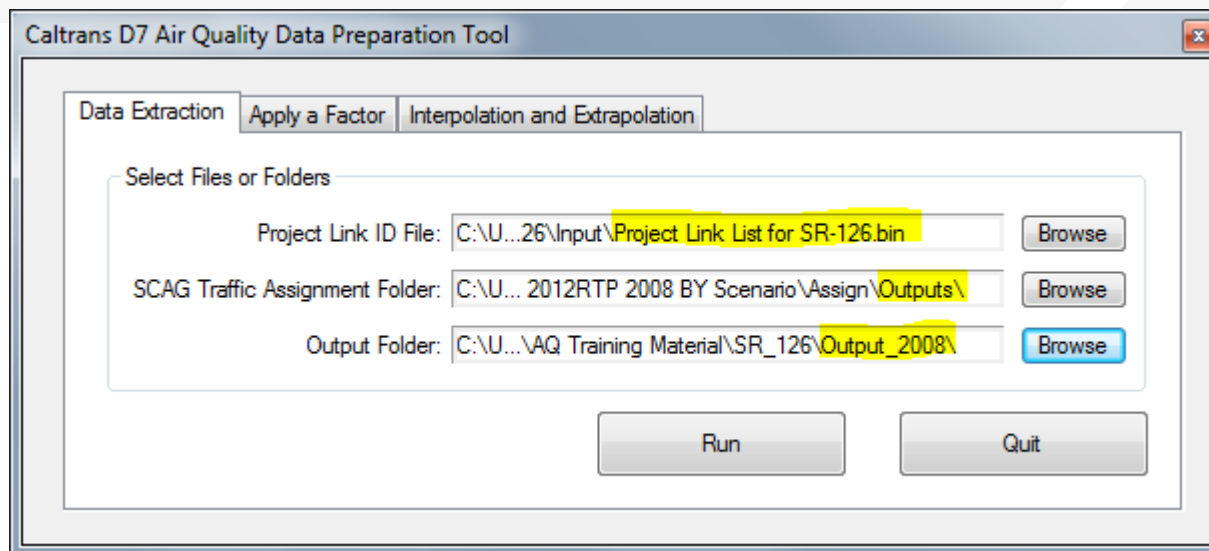 Caltrans D7 Air Quality Data Preparation Tool
Data Extraction Apply a Factor Interpolation and Extrapolation
Select Files or Folders
Project Link ID File: C:\U...26\Input\Project Link List for SR-126.bin Browse
SCAG Traffic Assignment Folder: C:\U... 2012RTP 2008 BY Scenario\Assign\Outputs\ Browse
Output Folder: C:\U...\AQ Training Material\SR_126\Output_2008\ Browse
Run Quit